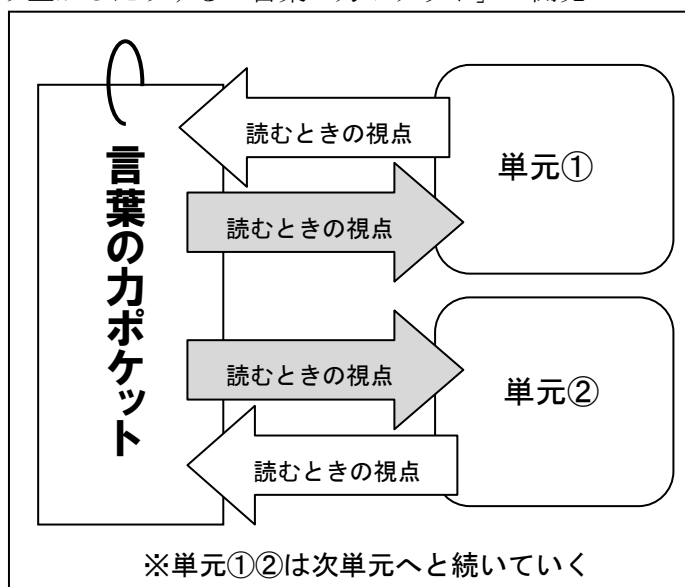 読むときの視点
単元①
言葉の力ポケット
読むときの視点
読むときの視点
単元②
読むときの視点
※単元①②は次単元へと続いていく